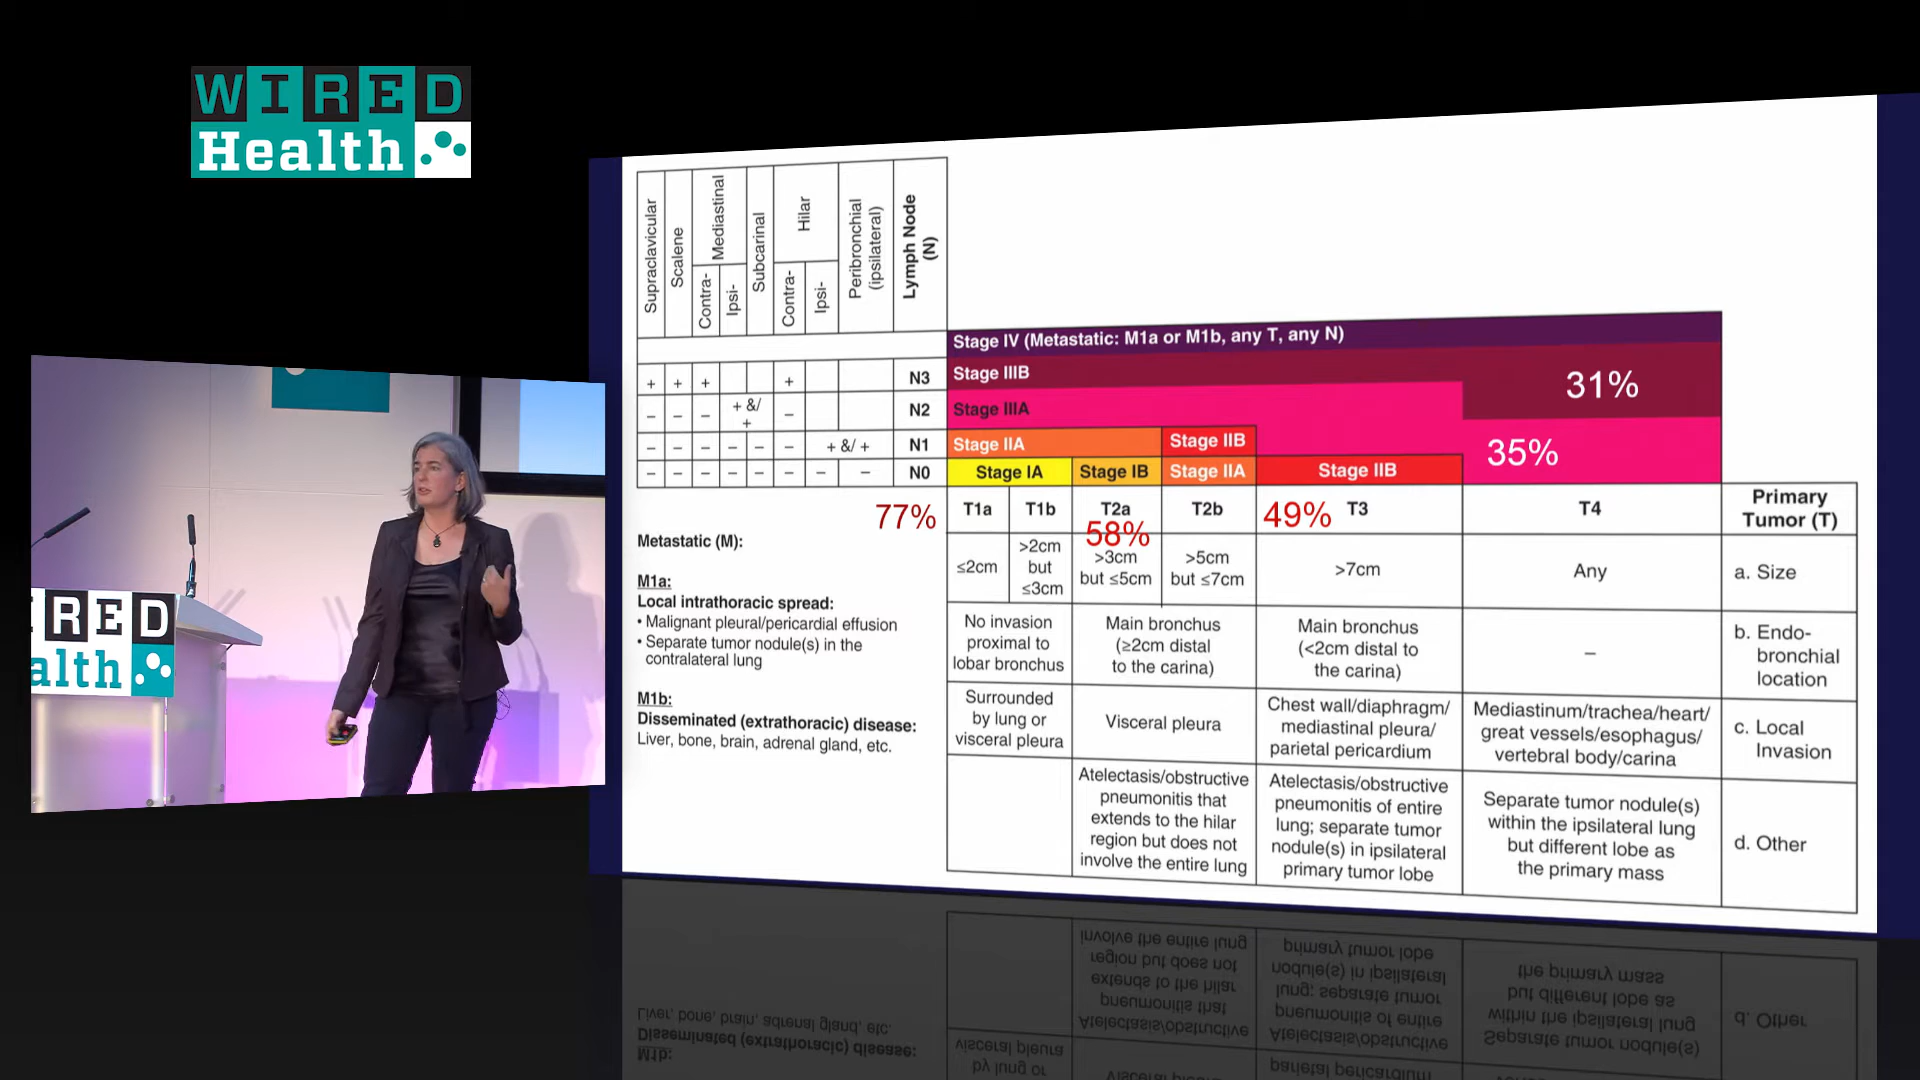 WIRED
Health
RED
alth
Supraclavicular
Scalene
Mediastinal
Contra-
Ipsi-
Subcarinal
Hilar
Contra-
Ipsi-
Peribronchial
(ipsilateral)
Lymph Node
(N)
Stage IV (Metastatic: M1a or M1b, any T, any N)
+ + + + N3 Stage IIIB 31%
– – – + &/ + – N2 Stage IIIA
– – – – – – + &/ + N1 Stage IIA Stage IIB 35%
– – – – – – – – N0 Stage IA Stage IB Stage IIA Stage IIB
77% T1a T1b T2a T2b 49% T3 T4 Primary
Tumor (T)
58%
≤2cm
>2cm
but
≤3cm
>3cm
but ≤5cm
>5cm
but ≤7cm
>7cm
Any
a. Size
No invasion
proximal to
lobar bronchus
Main bronchus
(≥2cm distal
to the carina)
Main bronchus
(<2cm distal to
the carina)
–
b. Endo-
bronchial
location
Surrounded
by lung or
visceral pleura
Visceral pleura
Chest wall/diaphragm/
mediastinal pleura/
parietal pericardium
Mediastinum/trachea/heart/
great vessels/esophagus/
vertebral body/carina
c. Local
Invasion
Atelectasis/obstructive
pneumonitis that
extends to the hilar
region but does not
involve the entire lung
Atelectasis/obstructive
pneumonitis of entire
lung; separate tumor
nodule(s) in ipsilateral
primary tumor lobe
Separate tumor nodule(s)
within the ipsilateral lung
but different lobe as
the primary mass
d. Other
Metastatic (M):
M1a:
Local intrathoracic spread:
• Malignant pleural/pericardial effusion
• Separate tumor nodule(s) in the
contralateral lung
M1b:
Disseminated (extrathoracic) disease:
Liver, bone, brain, adrenal gland, etc.